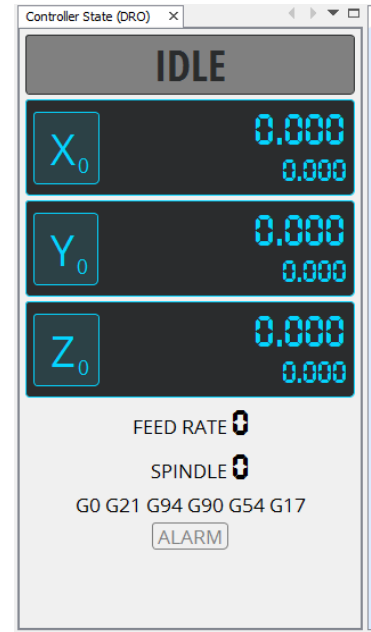 Controller State (DRO)
IDLE
X0 0.000
0.000
Y0 0.000
0.000
Z0 0.000
0.000
FEED RATE 0
SPINDLE 0
G0 G21 G94 G90 G54 G17
ALARM